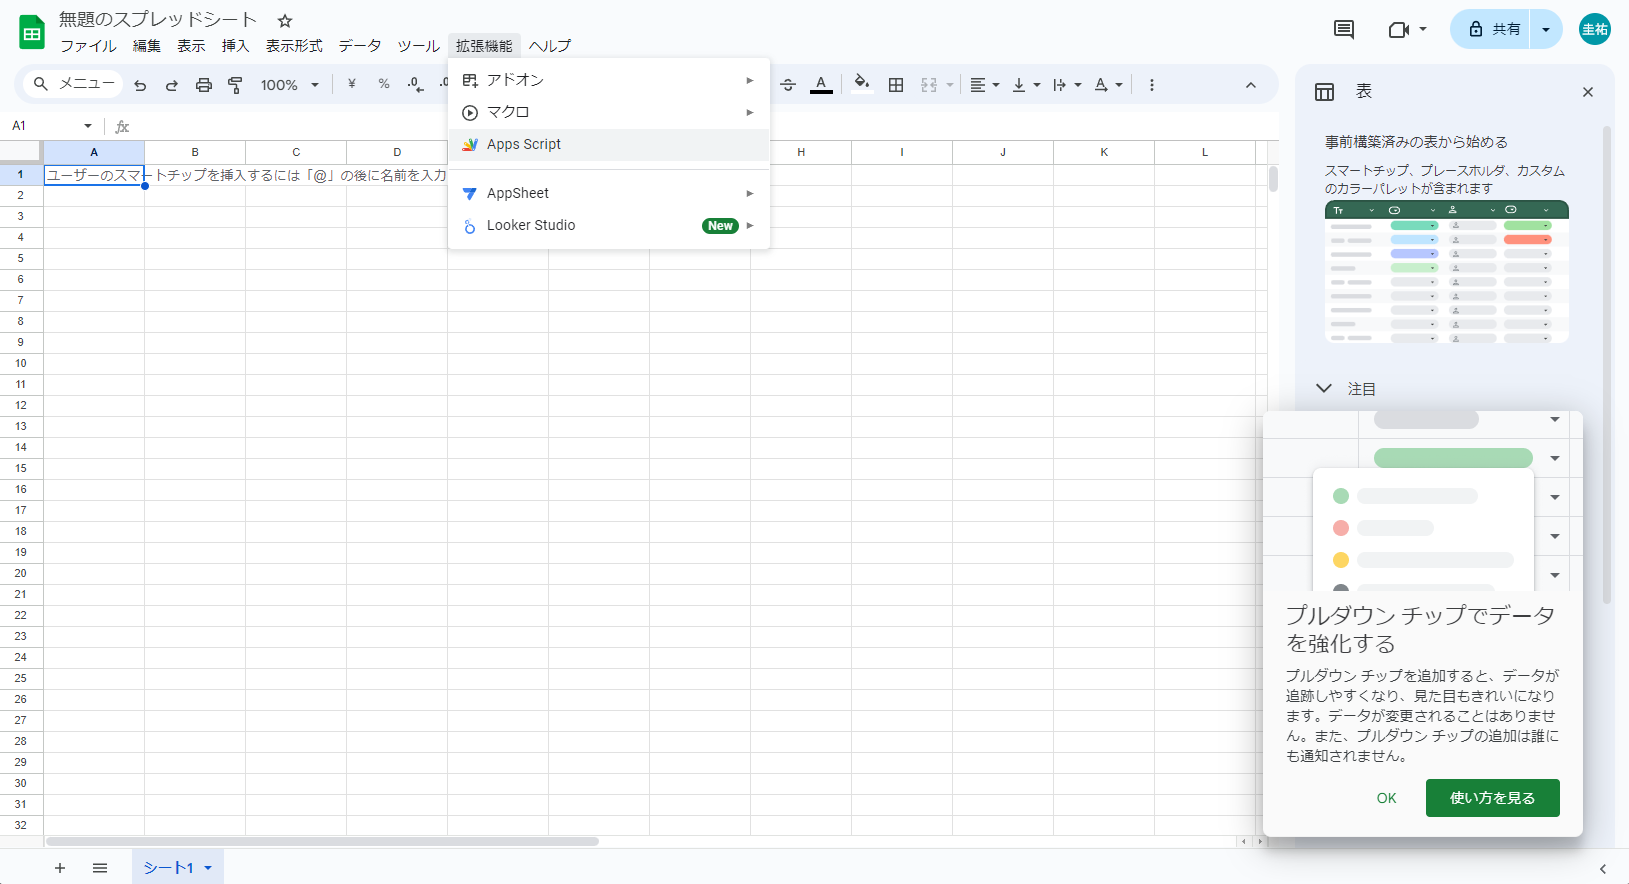 無題のスプレッドシート
ファイル 編集 表示 挿入 表示形式 データ ツール 拡張機能 ヘルプ
共有
圭祐
メニュー
100%
¥ % .0 .0
A
A
A1
fx
アドオン
マクロ
Apps Script
AppSheet
Looker Studio New
A B C D H I J K L
1 ユーザーのスマートチップを挿入するには「@」の後に名前を入力
2
3
4
5
6
7
8
9
10
11
12
13
14
15
16
17
18
19
20
21
22
23
24
25
26
27
28
29
30
31
32
シート1
表
事前構築済みの表から始める
スマートチップ、プレースホルダ、カスタム
のカラーパレットが含まれます
Tт
注目
プルダウン チップでデータ
を強化する
プルダウン チップを追加すると、データが
追跡しやすくなり、見た目もきれいになり
ます。データが変更されることはありませ
ん。また、プルダウン チップの追加は誰に
も通知されません。
OK 使い方を見る